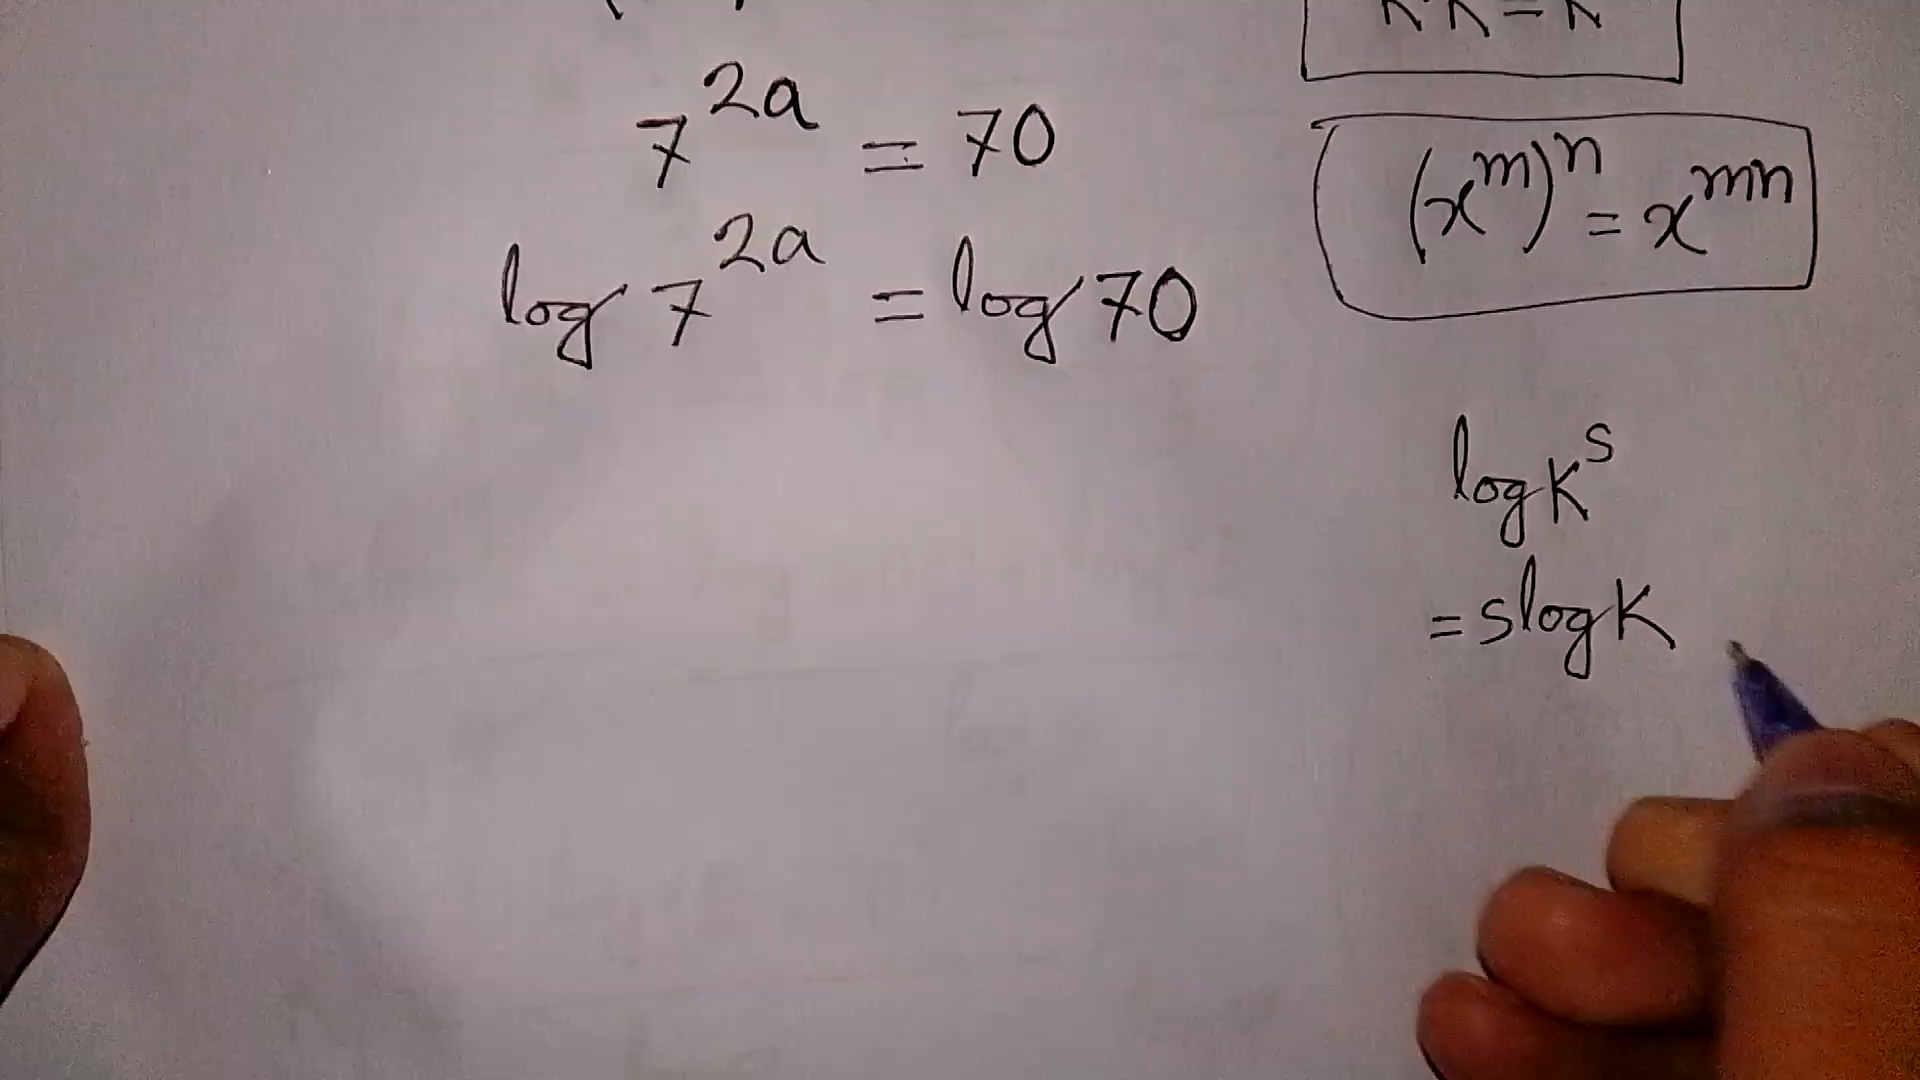 7^2a = 70
(x^m)^n = x^mn
log 7^2a = log 70
log K^s
= s log K